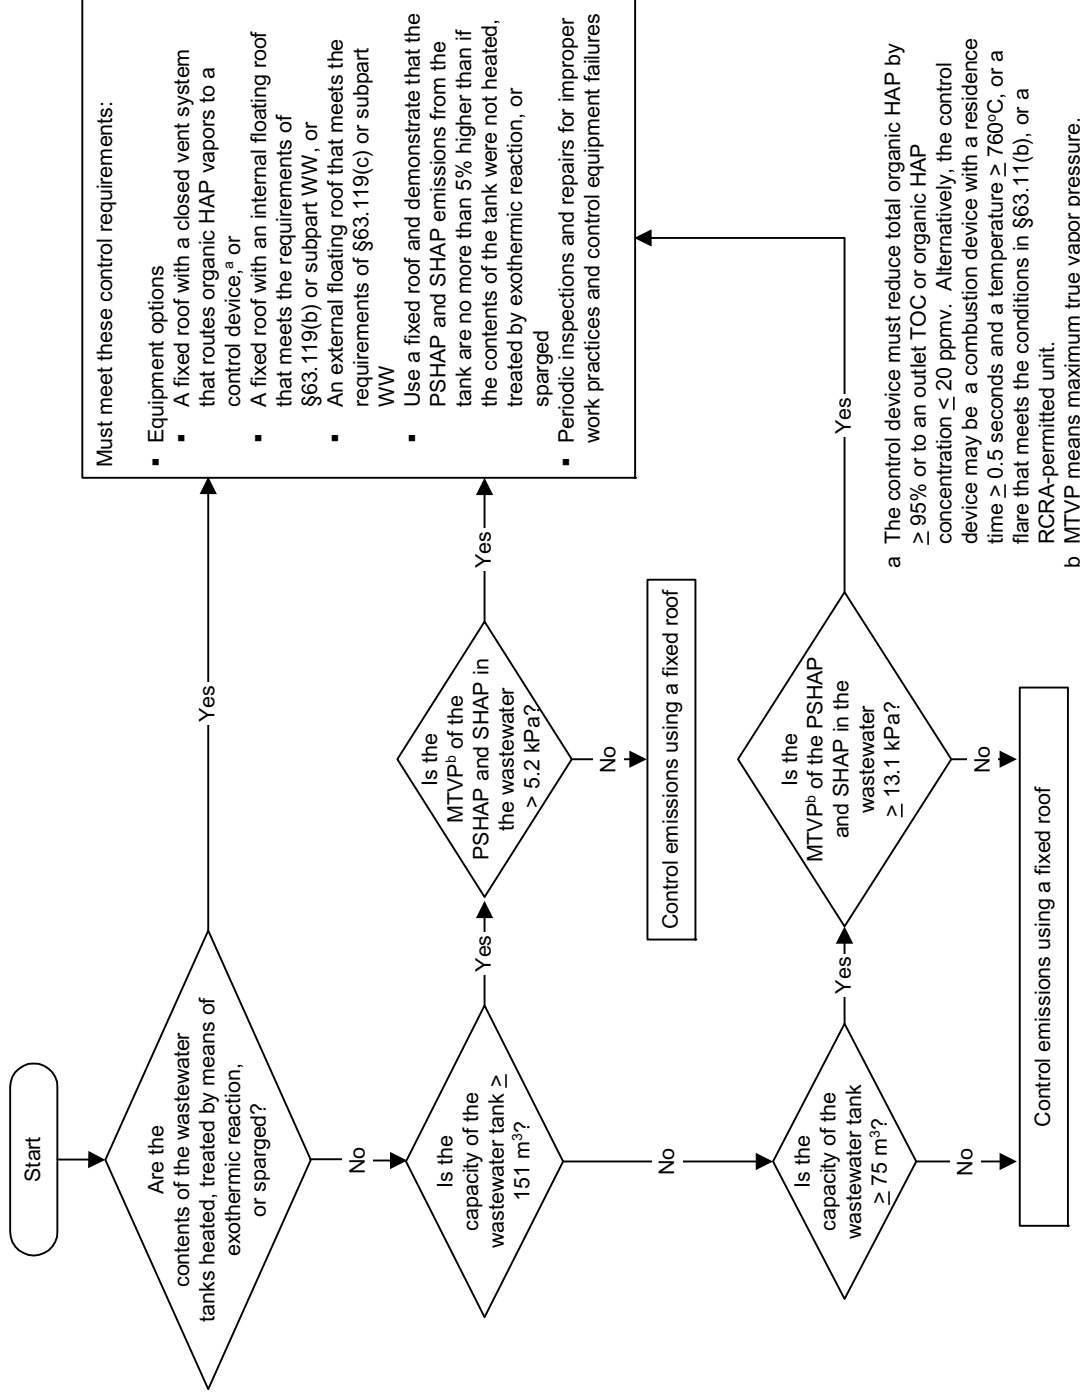 Start
Are the
contents of the wastewater
tanks heated, treated by means of
exothermic reaction,
or sparged?
Yes
No
Must meet these control requirements:
▪ Equipment options
▪ A fixed roof with a closed vent system
that routes organic HAP vapors to a
control device,ᵃ or
▪ A fixed roof with an internal floating roof
that meets the requirements of
§63.119(b) or subpart WW, or
▪ An external floating roof that meets the
requirements of §63.119(c) or subpart
WW
▪ Use a fixed roof and demonstrate that the
PSHAP and SHAP emissions from the
tank are no more than 5% higher than if
the contents of the tank were not heated,
treated by exothermic reaction, or
sparged
▪ Periodic inspections and repairs for improper
work practices and control equipment failures
Is the
capacity of the
wastewater tank ≥
151 m³?
Yes
No
Is the
MTVPᵇ of the
PSHAP and SHAP in
the wastewater
≥ 5.2 kPa?
Yes
No
Control emissions using a fixed roof
Is the
capacity of the
wastewater tank
≥ 75 m³?
Yes
No
Is the
MTVPᵇ of the PSHAP
and SHAP in the
wastewater
≥ 13.1 kPa?
Yes
No
Control emissions using a fixed roof
a The control device must reduce total organic HAP by
≥ 95% or to an outlet TOC or organic HAP
concentration ≤ 20 ppmv. Alternatively, the control
device may be a combustion device with a residence
time ≥ 0.5 seconds and a temperature ≥ 760°C, or a
flare that meets the conditions in §63.11(b), or a
RCRA-permitted unit.
b MTVP means maximum true vapor pressure.